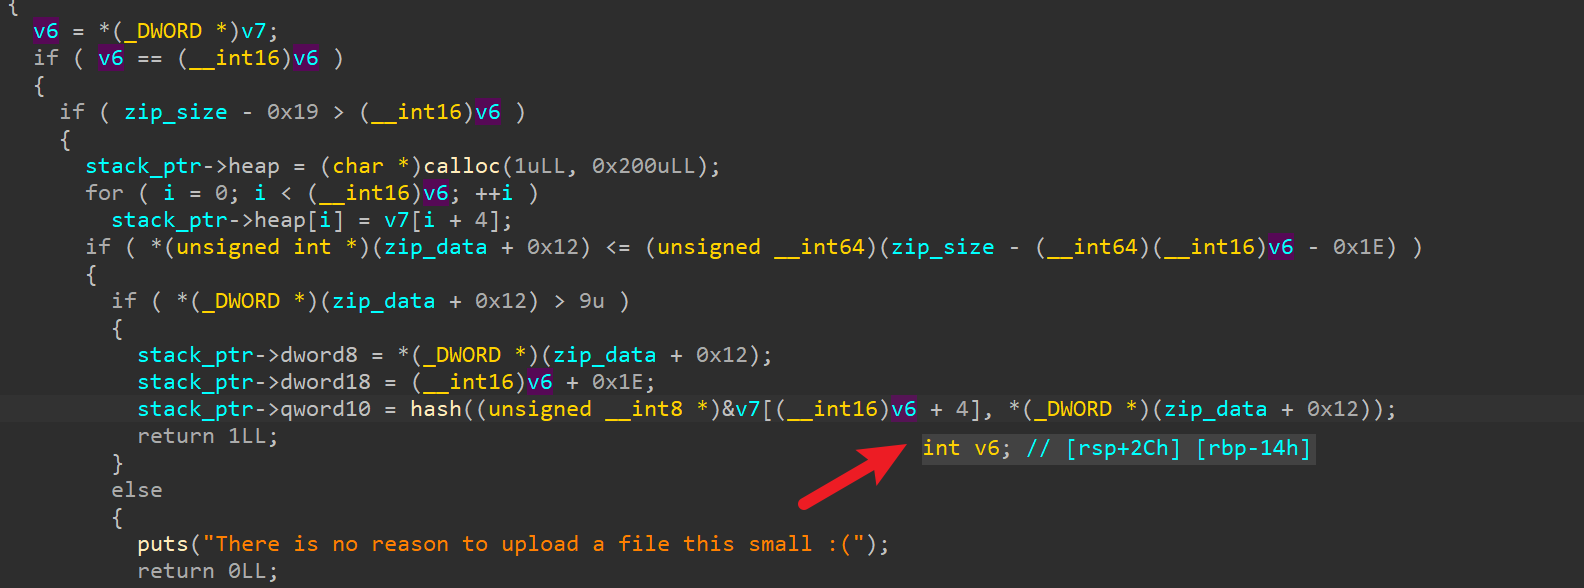 {
v6 = *(_DWORD *)v7;
if ( v6 == (__int16)v6 )
{
if ( zip_size - 0x19 > (__int16)v6 )
{
stack_ptr->heap = (char *)calloc(1uLL, 0x200uLL);
for ( i = 0; i < (__int16)v6; ++i )
stack_ptr->heap[i] = v7[i + 4];
if ( *(unsigned int *)(zip_data + 0x12) <= (unsigned __int64)(zip_size - (__int64)(__int16)v6 - 0x1E) )
{
if ( *(_DWORD *)(zip_data + 0x12) > 9u )
{
stack_ptr->dword8 = *(_DWORD *)(zip_data + 0x12);
stack_ptr->dword18 = (__int16)v6 + 0x1E;
stack_ptr->qword10 = hash((unsigned __int8 *)&v7[(__int16)v6 + 4], *(_DWORD *)(zip_data + 0x12));
return 1LL;
int v6; // [rsp+2Ch] [rbp-14h]
}
else
{
puts("There is no reason to upload a file this small :(");
return 0LL;